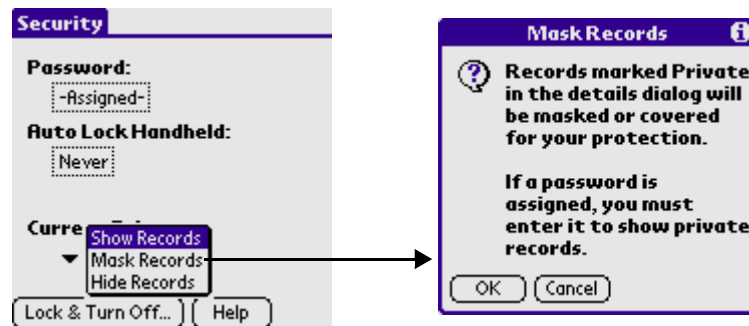 Security
Password:
-Assigned-
Auto Lock Handheld:
Never
Curre
Show Records
Mask Records
Hide Records
Lock & Turn Off...
Help
Mask Records
Records marked Private
in the details dialog will
be masked or covered
for your protection.
If a password is
assigned, you must
enter it to show private
records.
OK
Cancel